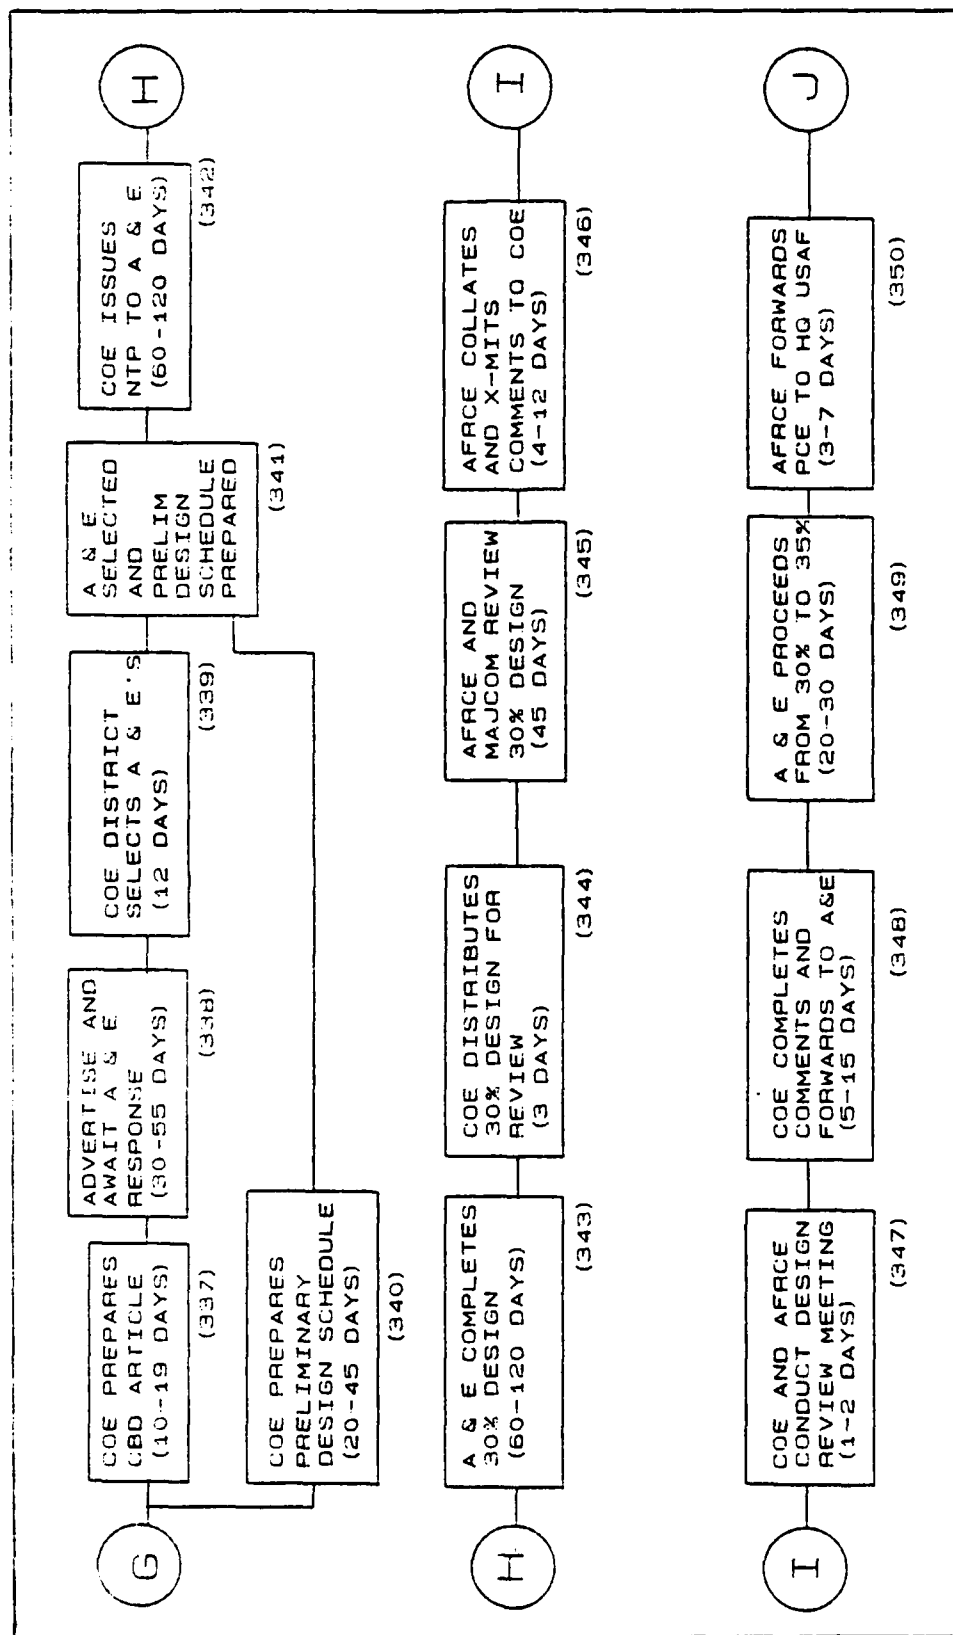 G
COE PREPARES
CBD ARTICLE
(10-19 DAYS)
(337)
ADVERTISE AND
AWAIT A & E
RESPONSE
(30-55 DAYS)
(338)
COE DISTRICT
SELECTS A & E'S
(12 DAYS)
(339)
COE PREPARES
PRELIMINARY
DESIGN SCHEDULE
(20-45 DAYS)
(340)
A & E
SELECTED
AND
PRELIM
DESIGN
SCHEDULE
PREPARED
(341)
COE ISSUES
NTP TO A & E
(60-120 DAYS)
(342)
H
H
A & E COMPLETES
30% DESIGN
(60-120 DAYS)
(343)
COE DISTRIBUTES
30% DESIGN FOR
REVIEW
(3 DAYS)
(344)
AFRCE AND
MAJCOM REVIEW
30% DESIGN
(45 DAYS)
(345)
AFRCE COLLATES
AND X-MITS
COMMENTS TO COE
(4-12 DAYS)
(346)
I
I
COE AND AFRCE
CONDUCT DESIGN
REVIEW MEETING
(1-2 DAYS)
(347)
COE COMPLETES
COMMENTS AND
FORWARDS TO A&E
(5-15 DAYS)
(348)
A & E PROCEEDS
FROM 30% TO 35%
(20-30 DAYS)
(349)
AFRCE FORWARDS
PCE TO HQ USAF
(3-7 DAYS)
(350)
J